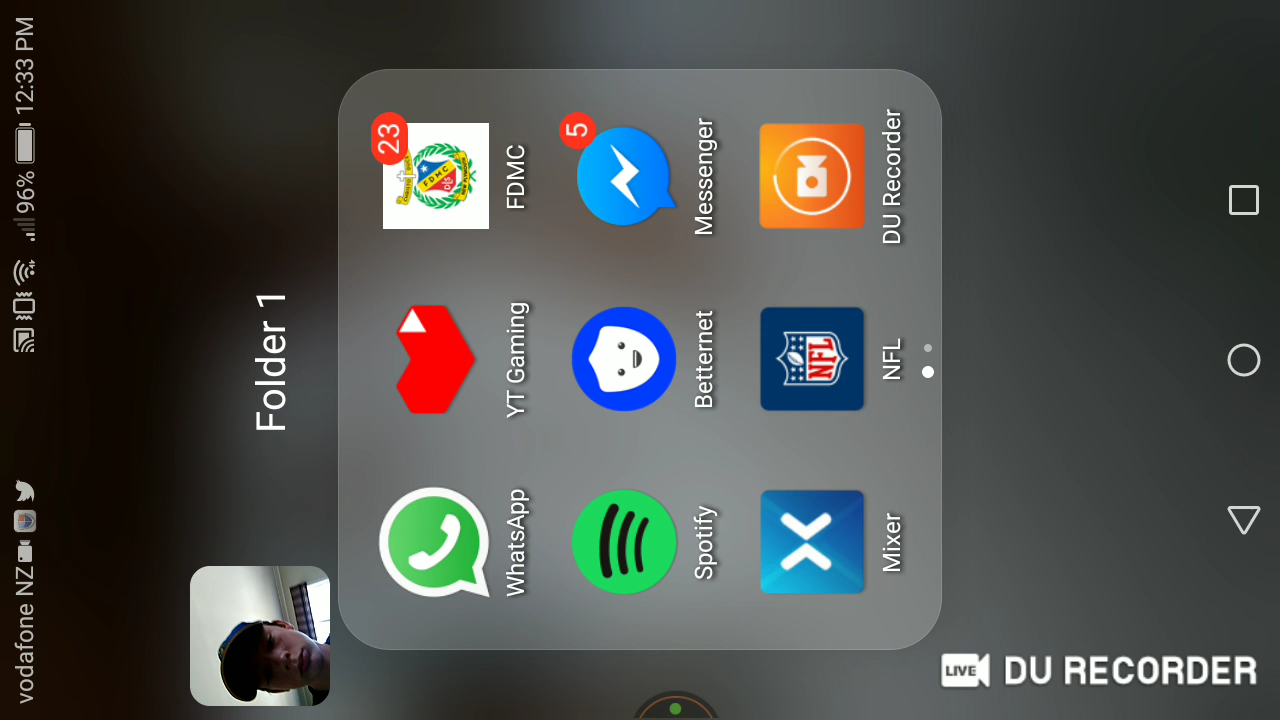 vodafone NZ 96% 12:33 PM
Folder 1
23
WhatsApp YT Gaming FDMC
5
Spotify Betternet Messenger
NFL
Mixer NFL DU Recorder
LIVE DU RECORDER